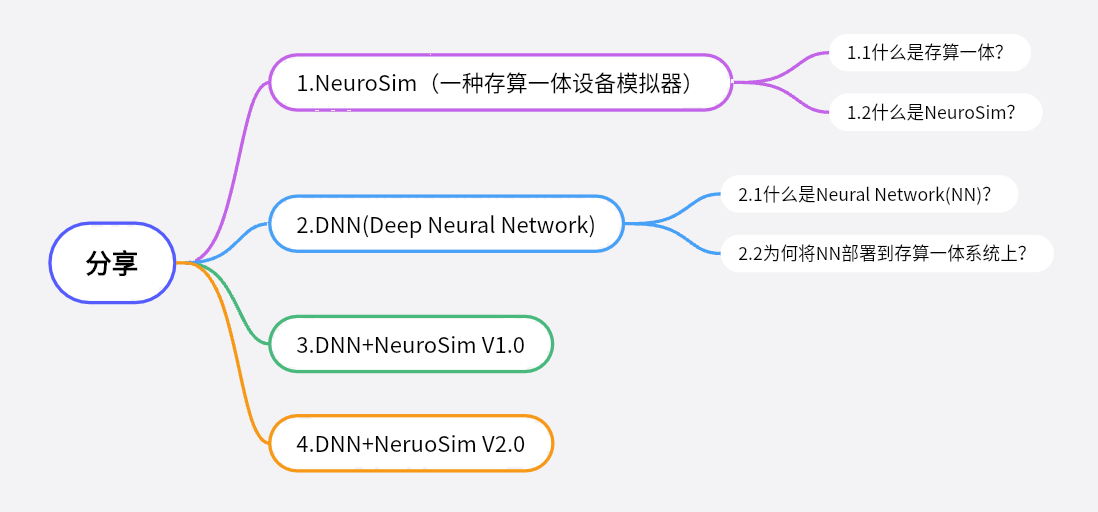 分享
1.NeuroSim（一种存算一体设备模拟器）
1.1什么是存算一体?
1.2什么是NeuroSim?
2.DNN(Deep Neural Network)
2.1什么是Neural Network(NN)?
2.2为何将NN部署到存算一体系统上?
3.DNN+NeuroSim V1.0
4.DNN+NeruoSim V2.0